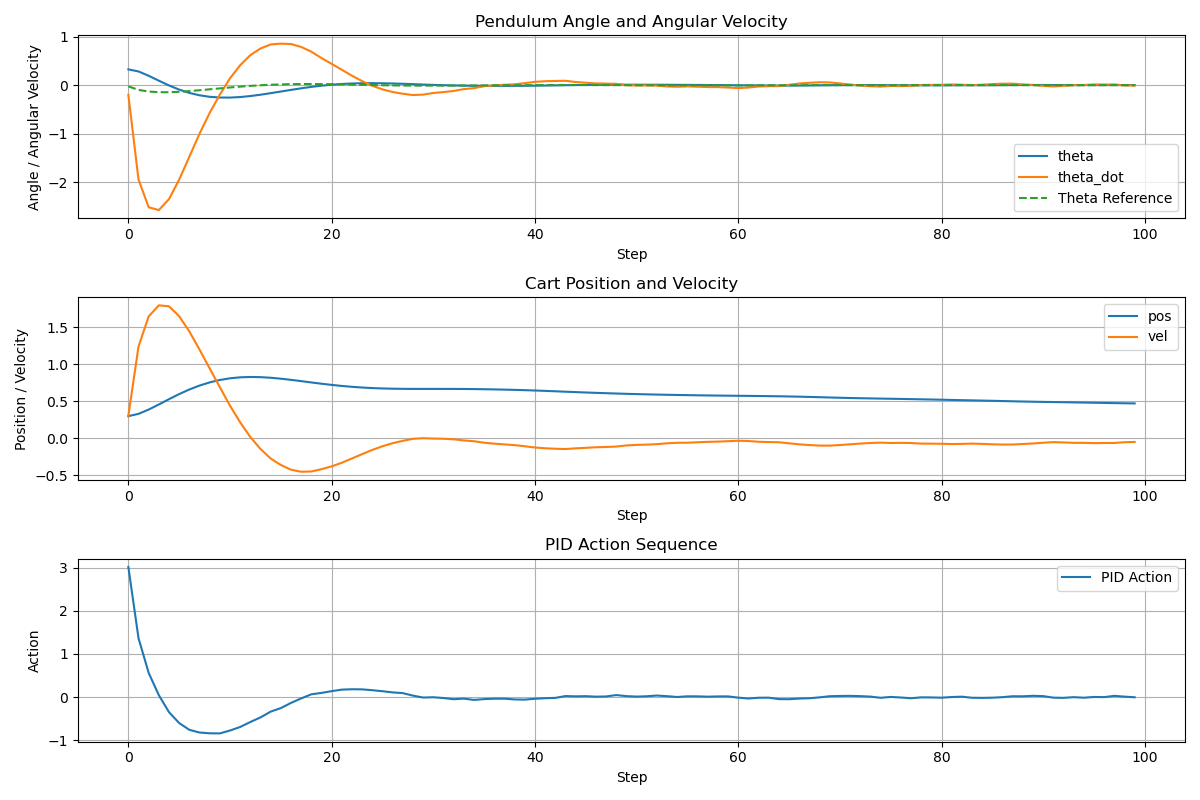 Pendulum Angle and Angular Velocity
Angle / Angular Velocity
1
0
−1
−2
theta
theta_dot
Theta Reference
0 20 40 60 80 100
Step
Cart Position and Velocity
Position / Velocity
1.5
1.0
0.5
0.0
−0.5
pos
vel
0 20 40 60 80 100
Step
PID Action Sequence
Action
3
2
1
0
−1
PID Action
0 20 40 60 80 100
Step